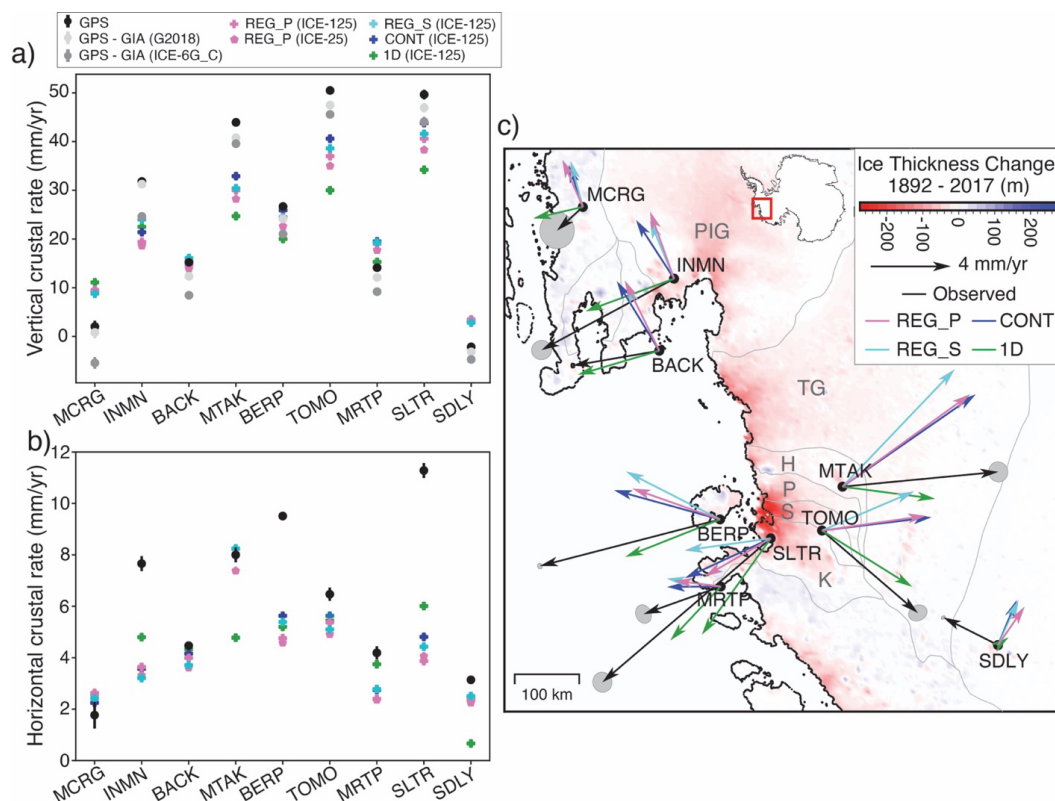 GPS
GPS - GIA (G2018)
GPS - GIA (ICE-6G_C)
REG_P (ICE-125)
REG_P (ICE-25)
REG_S (ICE-125)
CONT (ICE-125)
1D (ICE-125)
a)
Vertical crustal rate (mm/yr)
50
40
30
20
10
0
MCRG
INMN
BACK
MTAK
BERP
TOMO
MRTP
SLTR
SDLY
b)
Horizontal crustal rate (mm/yr)
12
10
8
6
4
2
0
MCRG
INMN
BACK
MTAK
BERP
TOMO
MRTP
SLTR
SDLY
c)
Ice Thickness Change
1892 - 2017 (m)
-200
-100
0
100
200
4 mm/yr
Observed
REG_P
CONT
REG_S
1D
MCRG
PIG
INMN
BACK
TG
H
MTAK
P
S
TOMO
BERP
SLTR
K
MRTP
SDLY
100 km